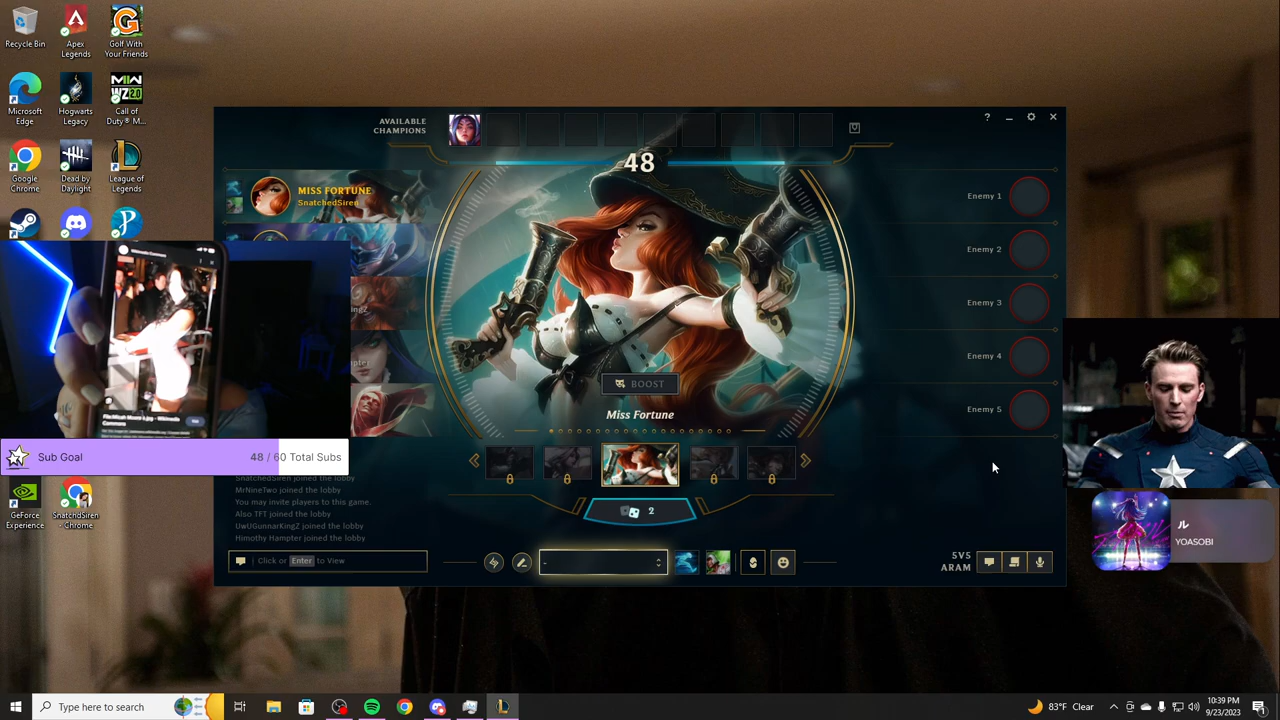 Recycle Bin
Apex
Legends
Golf With
Your Friends
Microsoft
Edge
Hogwarts
Legacy
MW
WZ2.0
Call of
Duty® M...
Google
Chrome
Dead by
Daylight
League of
Legends
Sub Goal
48 / 60 Total Subs
GeForce
Experience
SnatchdSiren
- Chrome
AVAILABLE
CHAMPIONS
48
MISS FORTUNE
SnatchedSiren
BOOST
Miss Fortune
2
Enemy 1
Enemy 2
Enemy 3
Enemy 4
Enemy 5
SnatchedSiren joined the lobby
MrNineTwo joined the lobby
You may invite players to this game.
Also TFT joined the lobby
UwUGunnarKingZ joined the lobby
Himothy Hampter joined the lobby
Click or Enter to View
-
5V5
ARAM
ル
YOASOBI
Type here to search
83°F Clear
10:39 PM
9/23/2023